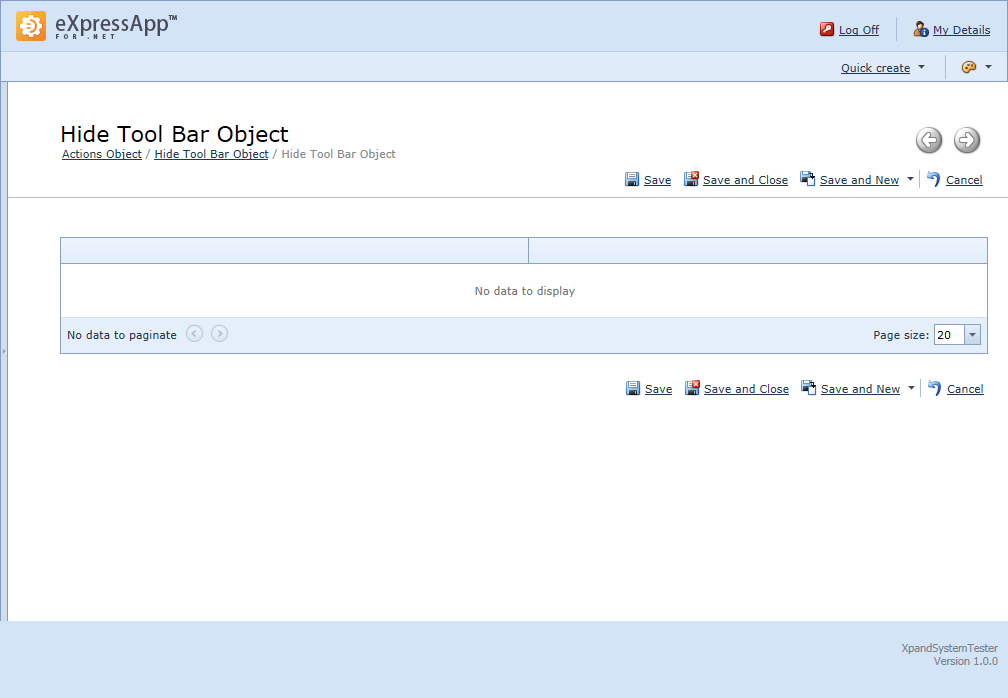 eXpressApp™
FOR .NET
Log Off My Details
Quick create
Hide Tool Bar Object
Actions Object / Hide Tool Bar Object / Hide Tool Bar Object
Save Save and Close Save and New Cancel
No data to display
No data to paginate Page size: 20
Save Save and Close Save and New Cancel
XpandSystemTester
Version 1.0.0